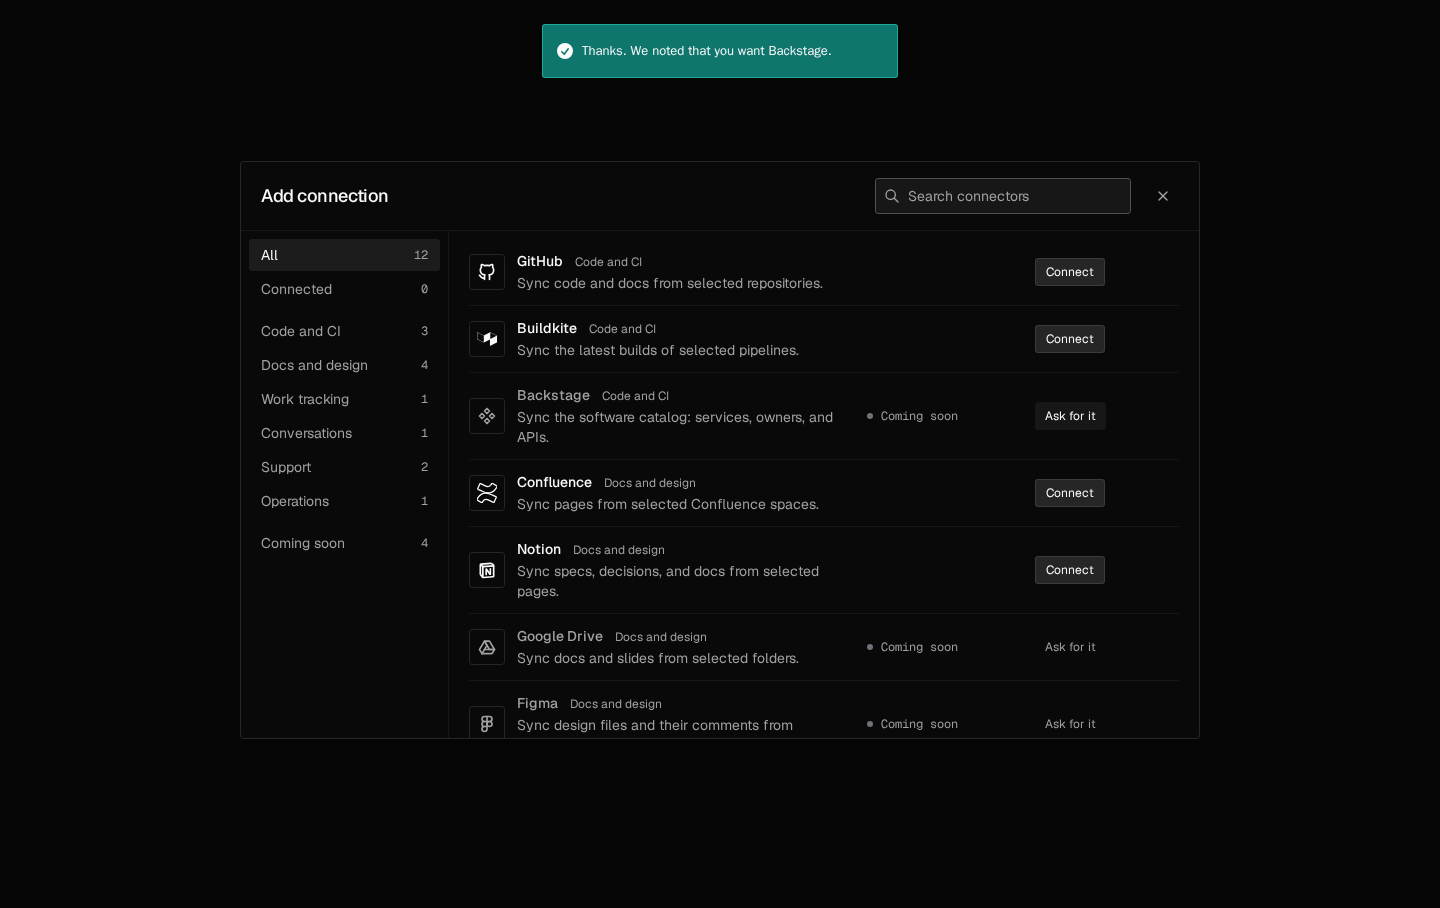 Thanks. We noted that you want Backstage.
Add connection
Search connectors
All 12
Connected 0
Code and CI 3
Docs and design 4
Work tracking 1
Conversations 1
Support 2
Operations 1
Coming soon 4
GitHub Code and CI
Sync code and docs from selected repositories.
Connect
Buildkite Code and CI
Sync the latest builds of selected pipelines.
Connect
Backstage Code and CI
Sync the software catalog: services, owners, and
APIs.
Coming soon
Ask for it
Confluence Docs and design
Sync pages from selected Confluence spaces.
Connect
Notion Docs and design
Sync specs, decisions, and docs from selected
pages.
Connect
Google Drive Docs and design
Sync docs and slides from selected folders.
Coming soon
Ask for it
Figma Docs and design
Sync design files and their comments from
Coming soon
Ask for it